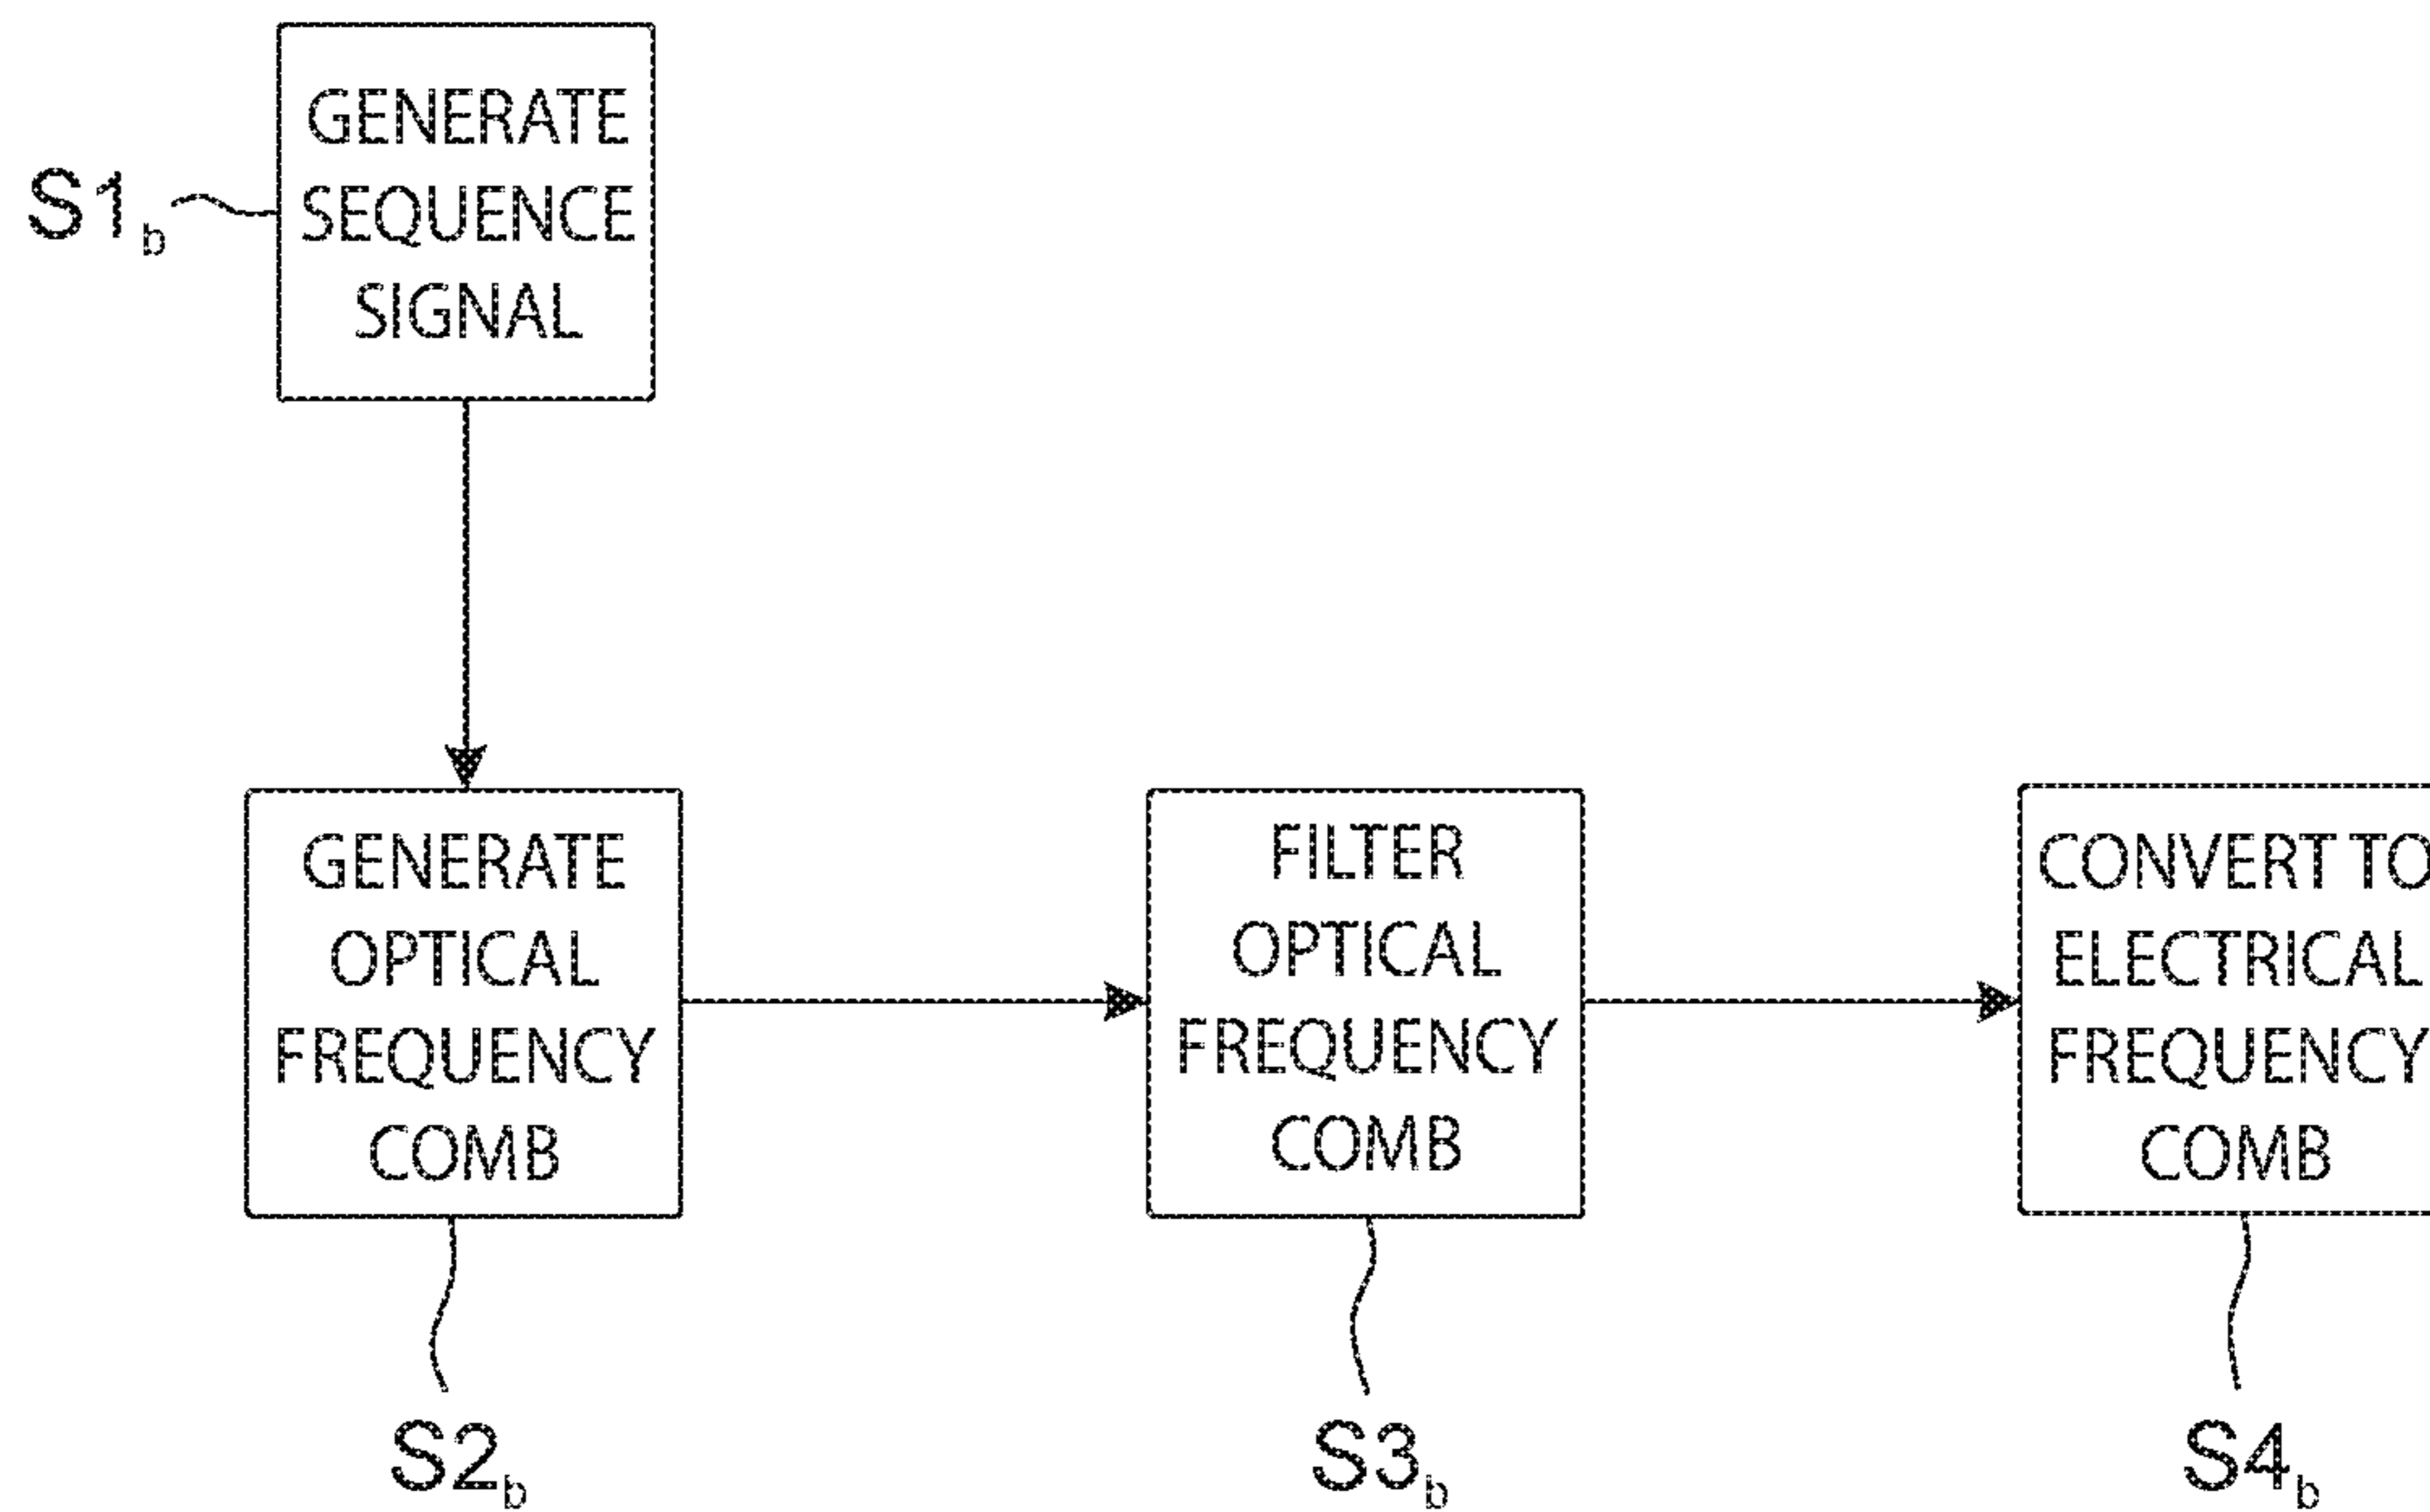 GENERATE
SEQUENCE
SIGNAL
S1b
GENERATE
OPTICAL
FREQUENCY
COMB
FILTER
OPTICAL
FREQUENCY
COMB
CONVERT TO
ELECTRICAL
FREQUENCY
COMB
S2b
S3b
S4b